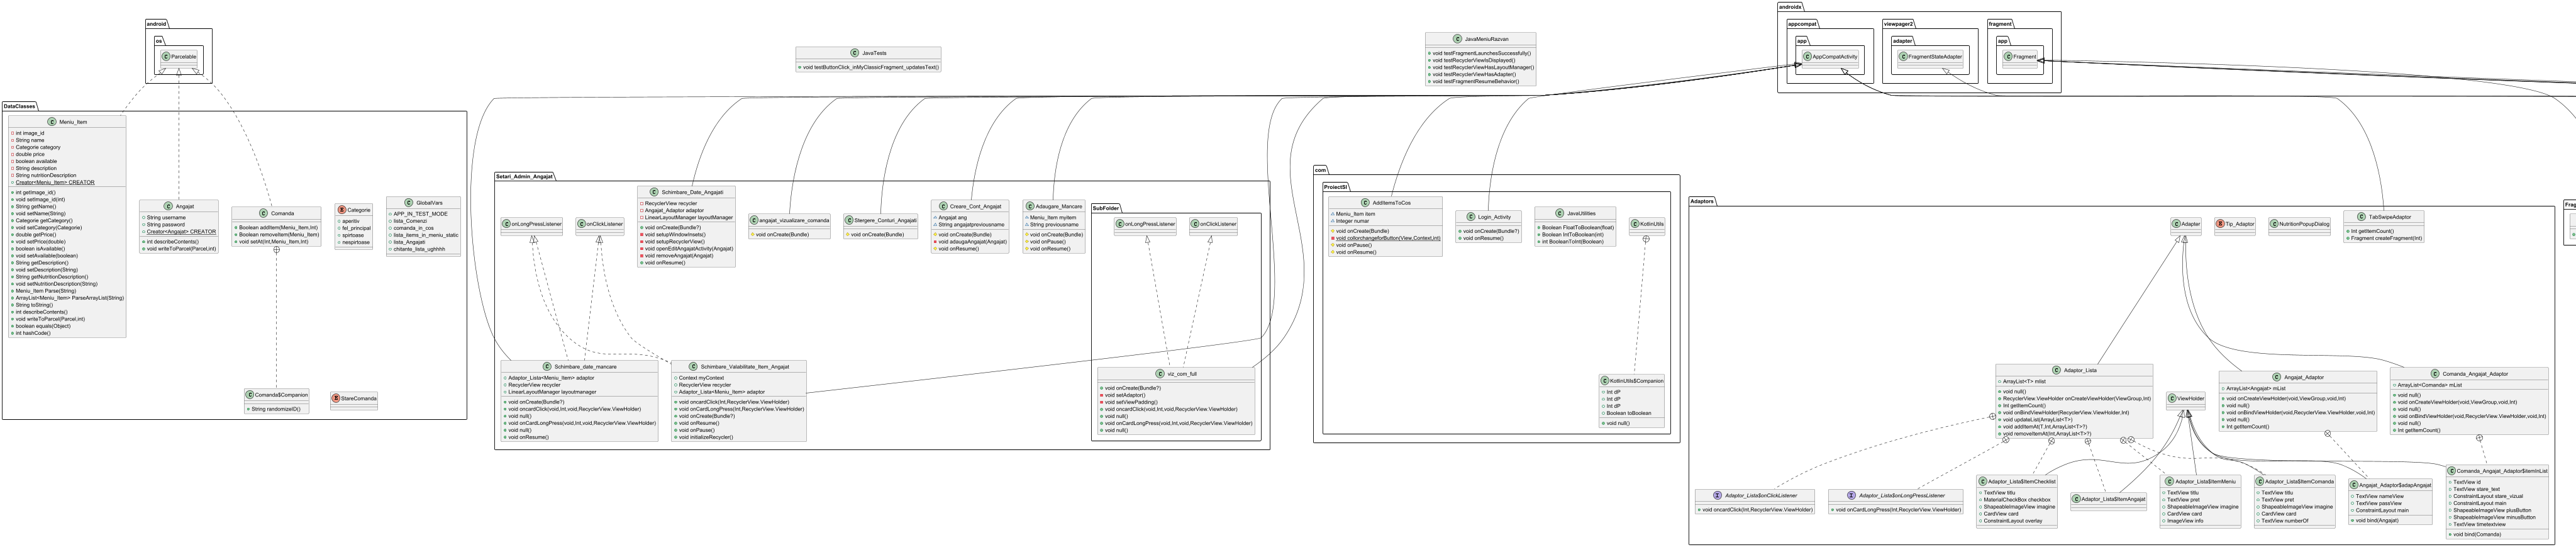 android
os
Parcelable
DataClasses
Meniu_Item
int image_id
String name
Categorie category
double price
boolean available
String description
String nutritionDescription
Creator<Meniu_Item> CREATOR
int getImage_id()
void setImage_id(int)
String getName()
void setName(String)
Categorie getCategory()
void setCategory(Categorie)
double getPrice()
void setPrice(double)
boolean isAvailable()
void setAvailable(boolean)
String getDescription()
void setDescription(String)
String getNutritionDescription()
void setNutritionDescription(String)
Meniu_Item Parse(String)
ArrayList<Meniu_Item> ParseArrayList(String)
String toString()
int describeContents()
void writeToParcel(Parcel,int)
boolean equals(Object)
int hashCode()
Angajat
String username
String password
Creator<Angajat> CREATOR
int describeContents()
void writeToParcel(Parcel,int)
Comanda
Boolean addItem(Meniu_Item,Int)
Boolean removeItem(Meniu_Item)
void setAt(Int,Meniu_Item,Int)
Categorie
aperitiv
fel_principal
spirtoase
nespirtoase
GlobalVars
APP_IN_TEST_MODE
lista_Comenzi
comanda_in_cos
lista_items_in_meniu_static
lista_Angajati
chitante_lista_ughhhh
Comanda$Companion
String randomizeID()
StareComanda
JavaTests
void testButtonClick_inMyClassicFragment_updatesText()
JavaMeniuRazvan
void testFragmentLaunchesSuccessfully()
void testRecyclerViewIsDisplayed()
void testRecyclerViewHasLayoutManager()
void testRecyclerViewHasAdapter()
void testFragmentResumeBehavior()
Setari_Admin_Angajat
onLongPressListener
onClickListener
Schimbare_Date_Angajati
RecyclerView recycler
Angajat_Adaptor adaptor
LinearLayoutManager layoutManager
void onCreate(Bundle?)
void setupWindowInsets()
void setupRecyclerView()
void openEditAngajatActivity(Angajat)
void removeAngajat(Angajat)
void onResume()
angajat_vizualizare_comanda
void onCreate(Bundle)
Stergere_Conturi_Angajati
void onCreate(Bundle)
Creare_Cont_Angajat
Angajat ang
String angajatpreviousname
void onCreate(Bundle)
void adaugaAngajat(Angajat)
void onResume()
Adaugare_Mancare
Meniu_Item myitem
String previousname
void onCreate(Bundle)
void onPause()
void onResume()
SubFolder
onLongPressListener
onClickListener
Schimbare_date_mancare
Adaptor_Lista<Meniu_Item> adaptor
RecyclerView recycler
LinearLayoutManager layoutmanager
void onCreate(Bundle?)
void oncardClick(void,Int,void,RecyclerView.ViewHolder)
void null()
void onCardLongPress(void,Int,void,RecyclerView.ViewHolder)
void null()
void onResume()
Schimbare_Valabilitate_Item_Angajat
Context myContext
RecyclerView recycler
Adaptor_Lista<Meniu_Item> adaptor
void oncardClick(Int,RecyclerView.ViewHolder)
void onCardLongPress(Int,RecyclerView.ViewHolder)
void onCreate(Bundle?)
void onResume()
void onPause()
void initializeRecycler()
viz_com_full
void onCreate(Bundle?)
void setAdaptor()
void setViewPadding()
void oncardClick(void,Int,void,RecyclerView.ViewHolder)
void null()
void onCardLongPress(void,Int,void,RecyclerView.ViewHolder)
void null()
com
ProiectSI
AddItemsToCos
Meniu_Item item
Integer numar
void onCreate(Bundle)
void collorchangeforButton(View,Context,int)
void onPause()
void onResume()
Login_Activity
void onCreate(Bundle?)
void onResume()
JavaUtilities
Boolean FloatToBoolean(float)
Boolean IntToBoolean(int)
int BooleanToInt(Boolean)
KotlinUtils
KotlinUtils$Companion
Int dP
Int dP
Int dP
Boolean toBoolean
void null()
androidx
appcompat
app
AppCompatActivity
viewpager2
adapter
FragmentStateAdapter
fragment
app
Fragment
Adaptors
Adapter
Tip_Adaptor
NutritionPopupDialog
TabSwipeAdaptor
Int getItemCount()
Fragment createFragment(Int)
Adaptor_Lista
ArrayList<T> mlist
void null()
RecyclerView.ViewHolder onCreateViewHolder(ViewGroup,Int)
Int getItemCount()
void onBindViewHolder(RecyclerView.ViewHolder,Int)
void updateList(ArrayList<T>)
void addItemAt(T,Int,ArrayList<T>?)
void removeItemAt(Int,ArrayList<T>?)
ViewHolder
Angajat_Adaptor
ArrayList<Angajat> mList
void onCreateViewHolder(void,ViewGroup,void,Int)
void null()
void onBindViewHolder(void,RecyclerView.ViewHolder,void,Int)
void null()
Int getItemCount()
Comanda_Angajat_Adaptor
ArrayList<Comanda> mList
void null()
void onCreateViewHolder(void,ViewGroup,void,Int)
void null()
void onBindViewHolder(void,RecyclerView.ViewHolder,void,Int)
void null()
Int getItemCount()
Adaptor_Lista$onClickListener
void oncardClick(Int,RecyclerView.ViewHolder)
Adaptor_Lista$onLongPressListener
void onCardLongPress(Int,RecyclerView.ViewHolder)
Adaptor_Lista$ItemChecklist
TextView titlu
MaterialCheckBox checkbox
ShapeableImageView imagine
CardView card
ConstraintLayout overlay
Adaptor_Lista$ItemAngajat
Adaptor_Lista$ItemMeniu
TextView titlu
TextView pret
ShapeableImageView imagine
CardView card
ImageView info
Adaptor_Lista$ItemComanda
TextView titlu
TextView pret
ShapeableImageView imagine
CardView card
TextView numberOf
Angajat_Adaptor$adapAngajat
TextView nameView
TextView passView
ConstraintLayout main
void bind(Angajat)
Comanda_Angajat_Adaptor$itemInList
TextView id
TextView stare_text
ConstraintLayout stare_vizual
ConstraintLayout main
ShapeableImageView plusButton
ShapeableImageView minusButton
TextView timetextview
void bind(Comanda)